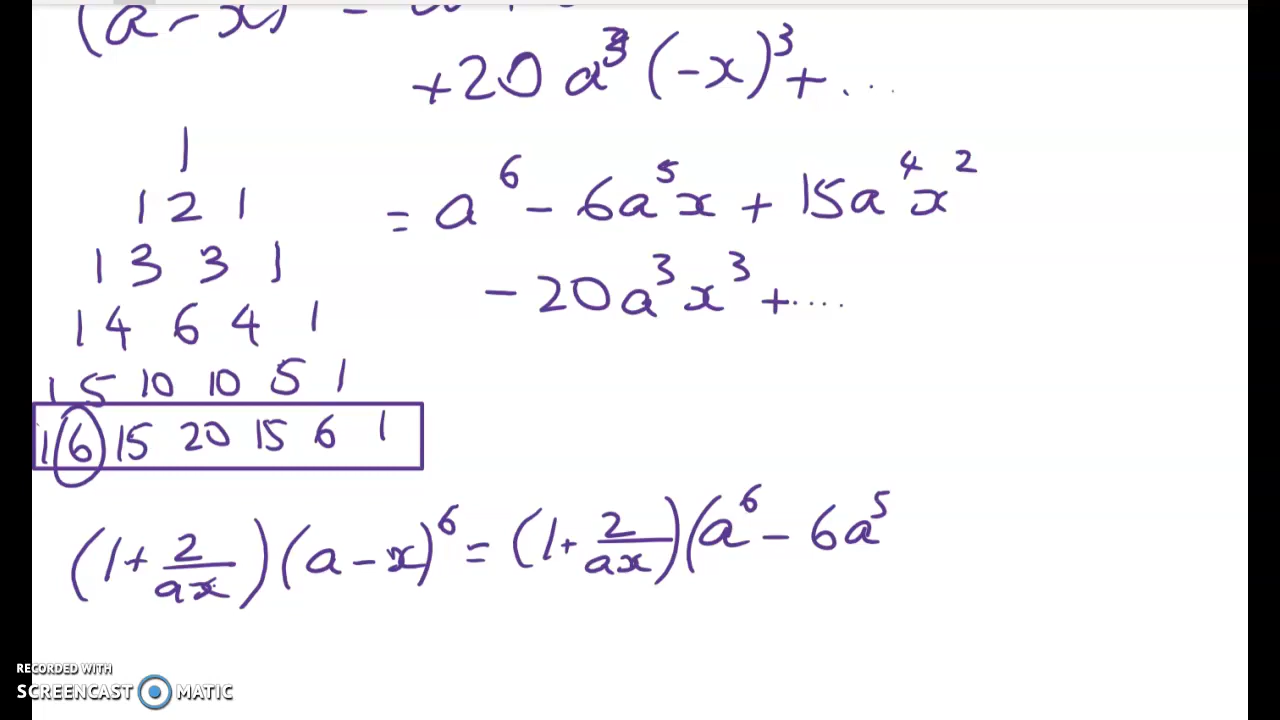 (a - x)
+20 a³ (-x)³ + ...
1
1 2 1
= a⁶ - 6a⁵x + 15a⁴x²
1 3 3 1
- 20a³x³ + ....
1 4 6 4 1
1 5 10 10 5 1
1 6 15 20 15 6 1
(1 + 2/ax)(a - x)⁶ = (1 + 2/ax)(a⁶ - 6a⁵
RECORDED WITH
SCREENCAST MATIC